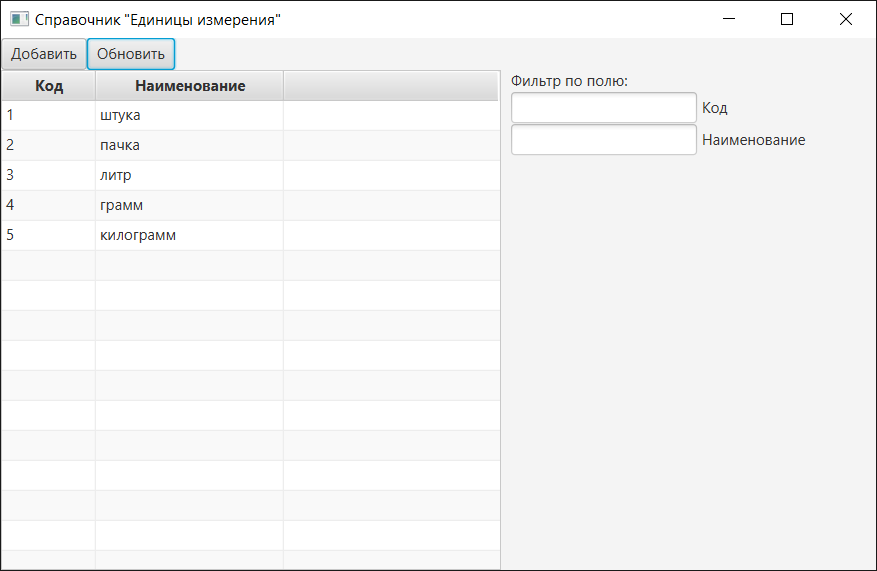 Справочник "Единицы измерения"
Добавить Обновить
Код Наименование
1 штука
2 пачка
3 литр
4 грамм
5 килограмм
Фильтр по полю:
Код
Наименование